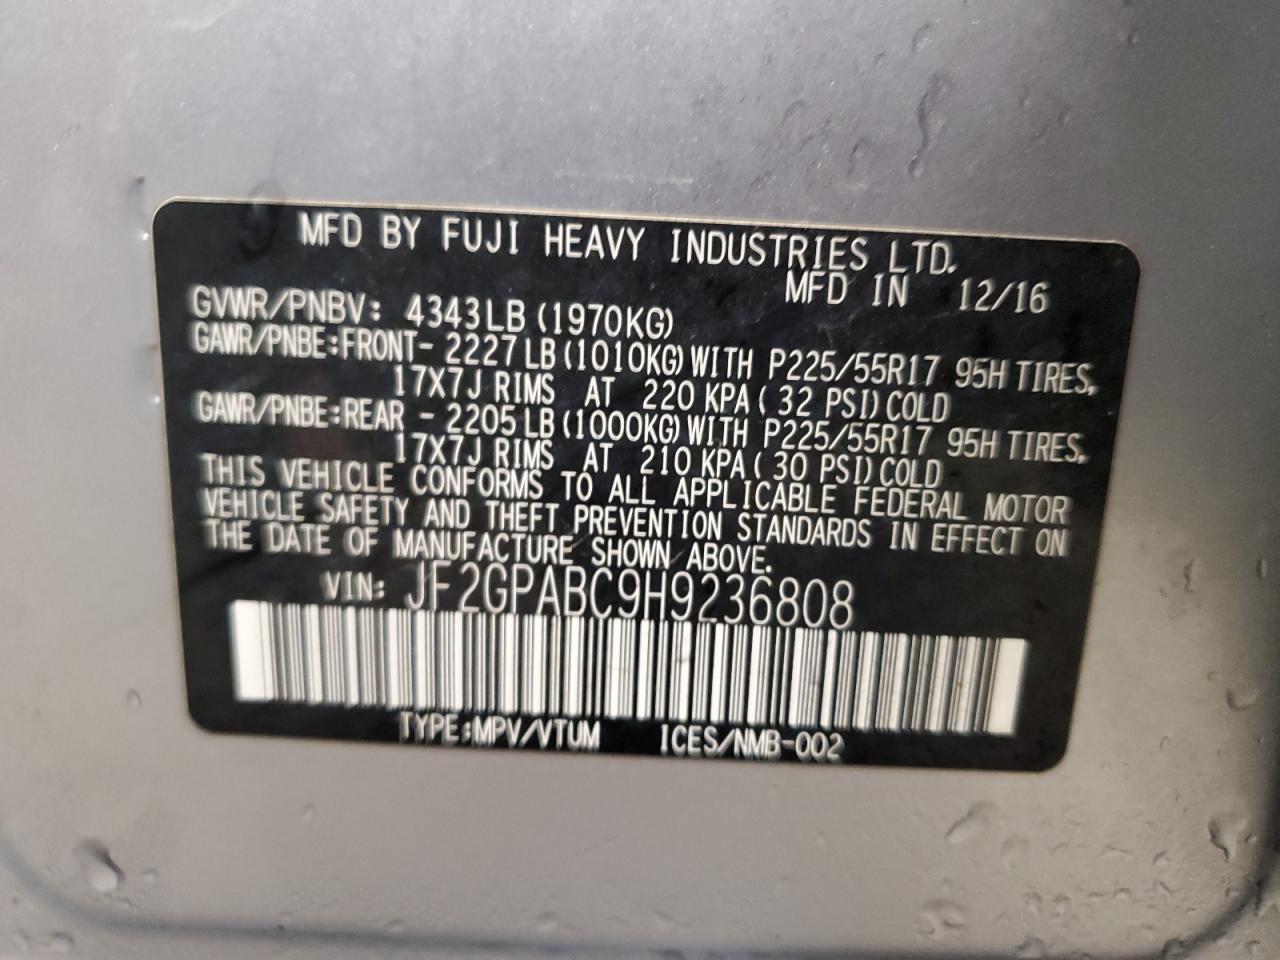 MFD BY FUJI HEAVY INDUSTRIES LTD.
MFD IN 12/16
GVWR/PNBV: 4343LB (1970KG)
GAWR/PNBE:FRONT- 2227LB(1010KG)WITH P225/55R17 95H TIRES,
17X7J RIMS AT 220 KPA( 32 PSI)COLD
GAWR/PNBE:REAR - 2205LB(1000KG)WITH P225/55R17 95H TIRES,
17X7J RIMS AT 210 KPA( 30 PSI)COLD
THIS VEHICLE CONFORMS TO ALL APPLICABLE FEDERAL MOTOR
VEHICLE SAFETY AND THEFT PREVENTION STANDARDS IN EFFECT ON
THE DATE OF MANUFACTURE SHOWN ABOVE.
VIN: JF2GPABC9H9236808
TYPE:MPV/VTUM ICES/NMB-002